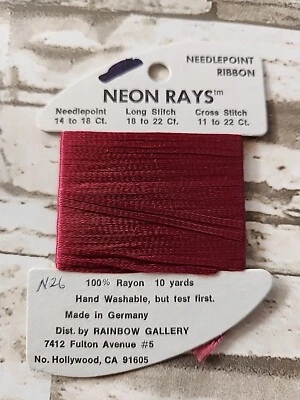 NEEDLEPOINT
RIBBON
NEON RAYS™
Needlepoint Long Stitch Cross Stitch
14 to 18 Ct. 18 to 22 Ct. 11 to 22 Ct.
N26 100% Rayon 10 yards
Hand Washable, but test first.
Made in Germany
Dist. by RAINBOW GALLERY
7412 Fulton Avenue #5
No. Hollywood, CA 91605